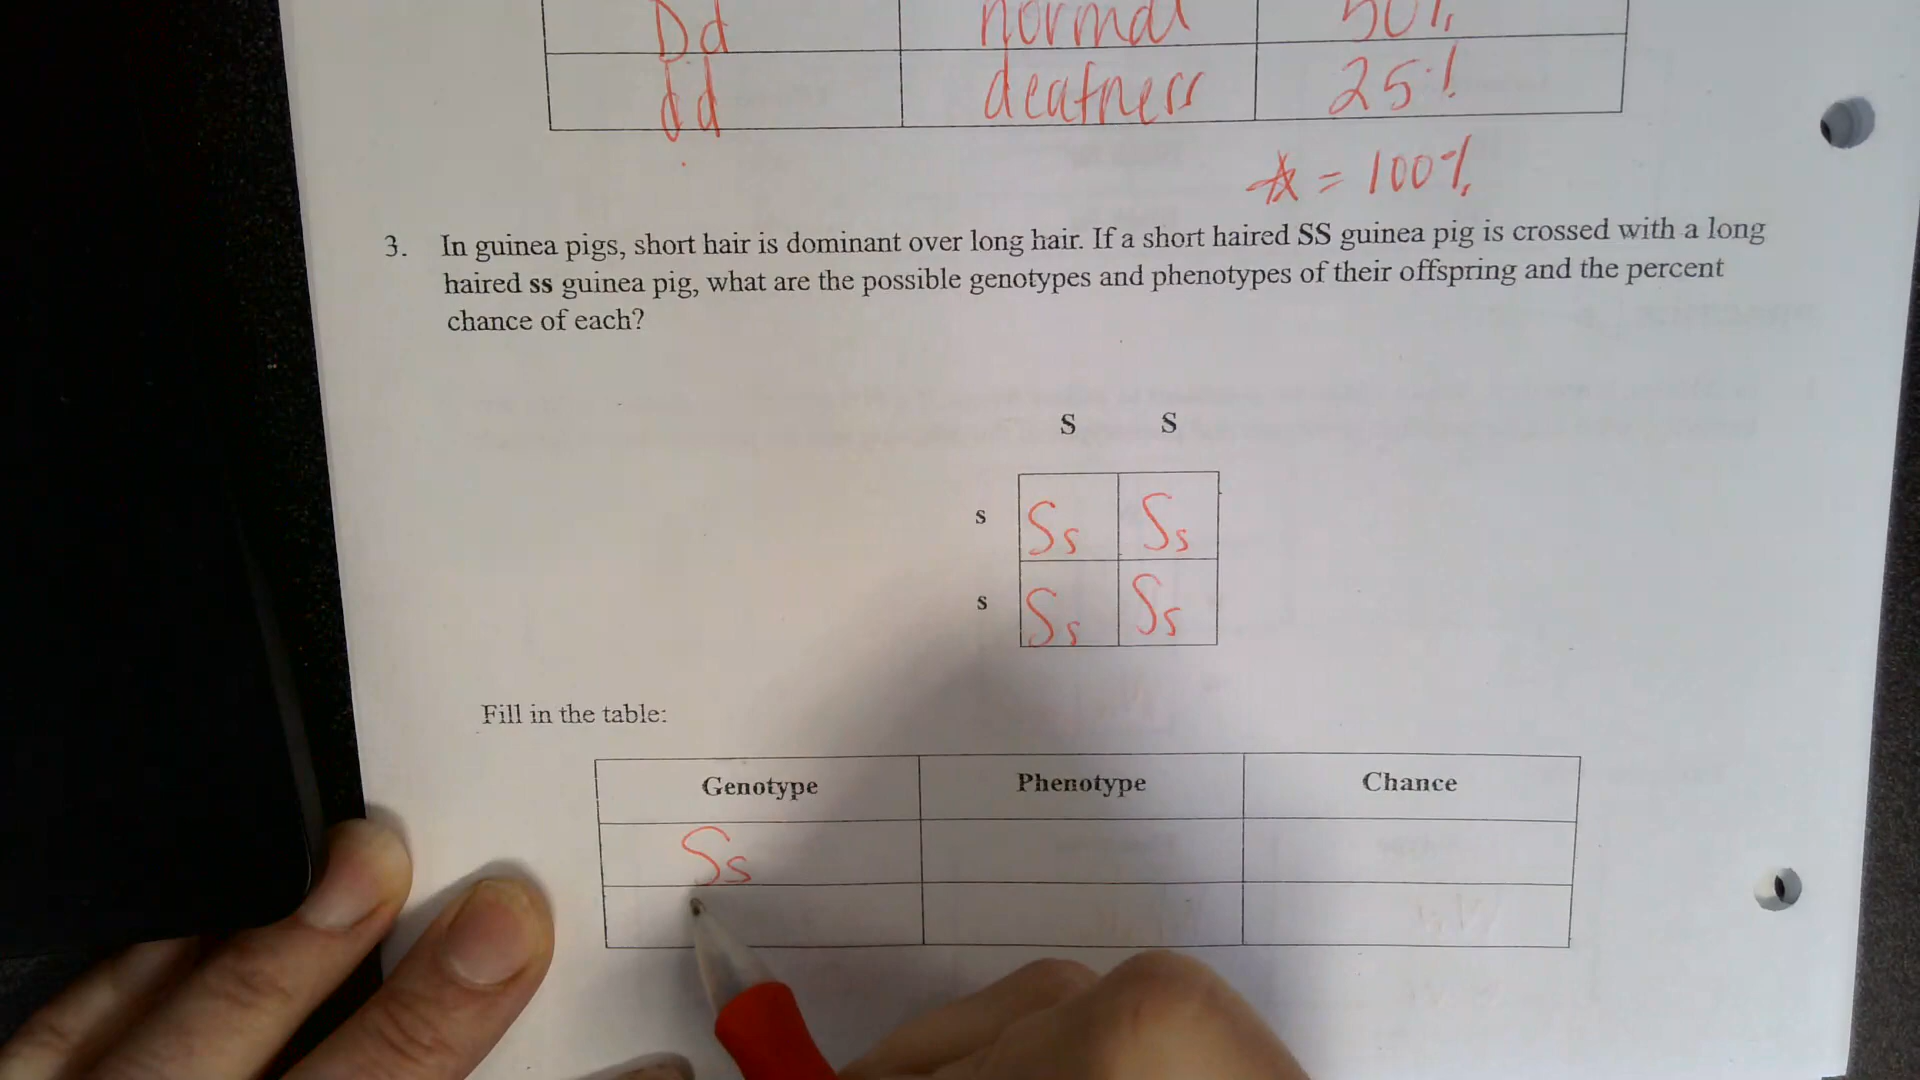 Dd normal 50%
dd deafness 25%
☆ = 100%
3. In guinea pigs, short hair is dominant over long hair. If a short haired SS guinea pig is crossed with a long
haired ss guinea pig, what are the possible genotypes and phenotypes of their offspring and the percent
chance of each?
S S
s Ss Ss
s Ss Ss
Fill in the table:
Genotype Phenotype Chance
Ss